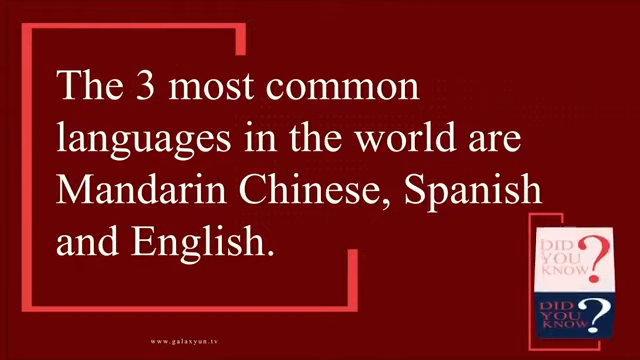 The 3 most common
languages in the world are
Mandarin Chinese, Spanish
and English.
DID
YOU
KNOW
?
DID
YOU
KNOW
?
www.galaxyun.tv